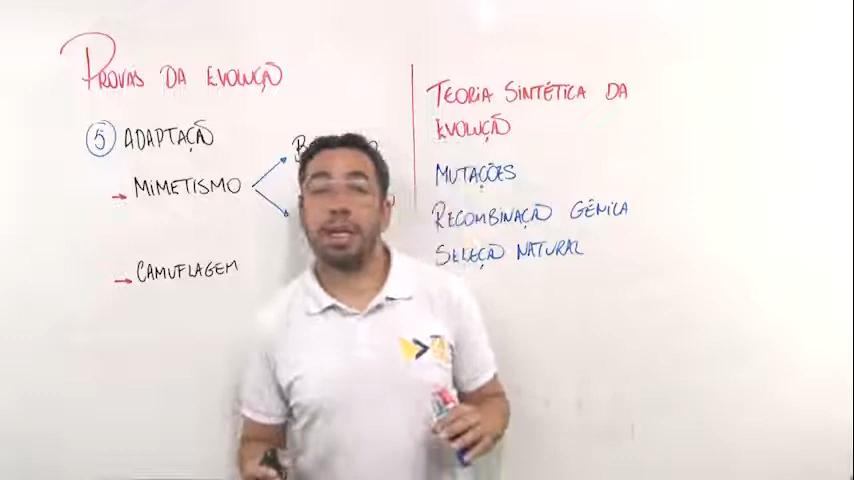 PROVAS DA EVOLUÇÃO
5 ADAPTAÇÃO
→ MIMETISMO
→ CAMUFLAGEM
TEORIA SINTÉTICA DA
EVOLUÇÃO
MUTAÇÕES
RECOMBINAÇÃO GÊNICA
SELEÇÃO NATURAL